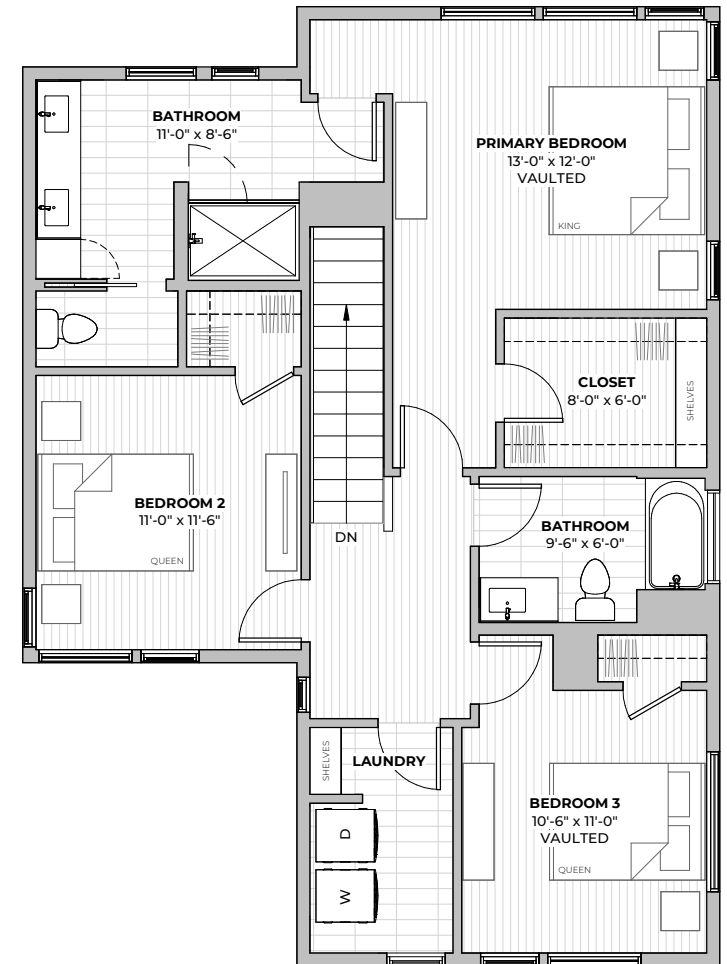 BATHROOM
11'-0" x 8'-6"
PRIMARY BEDROOM
13'-0" x 12'-0"
VAULTED
KING
CLOSET
8'-0" x 6'-0"
SHELVES
BEDROOM 2
11'-0" x 11'-6"
QUEEN
DN
BATHROOM
9'-6" x 6'-0"
SHELVES
LAUNDRY
D
W
BEDROOM 3
10'-6" x 11'-0"
VAULTED
QUEEN